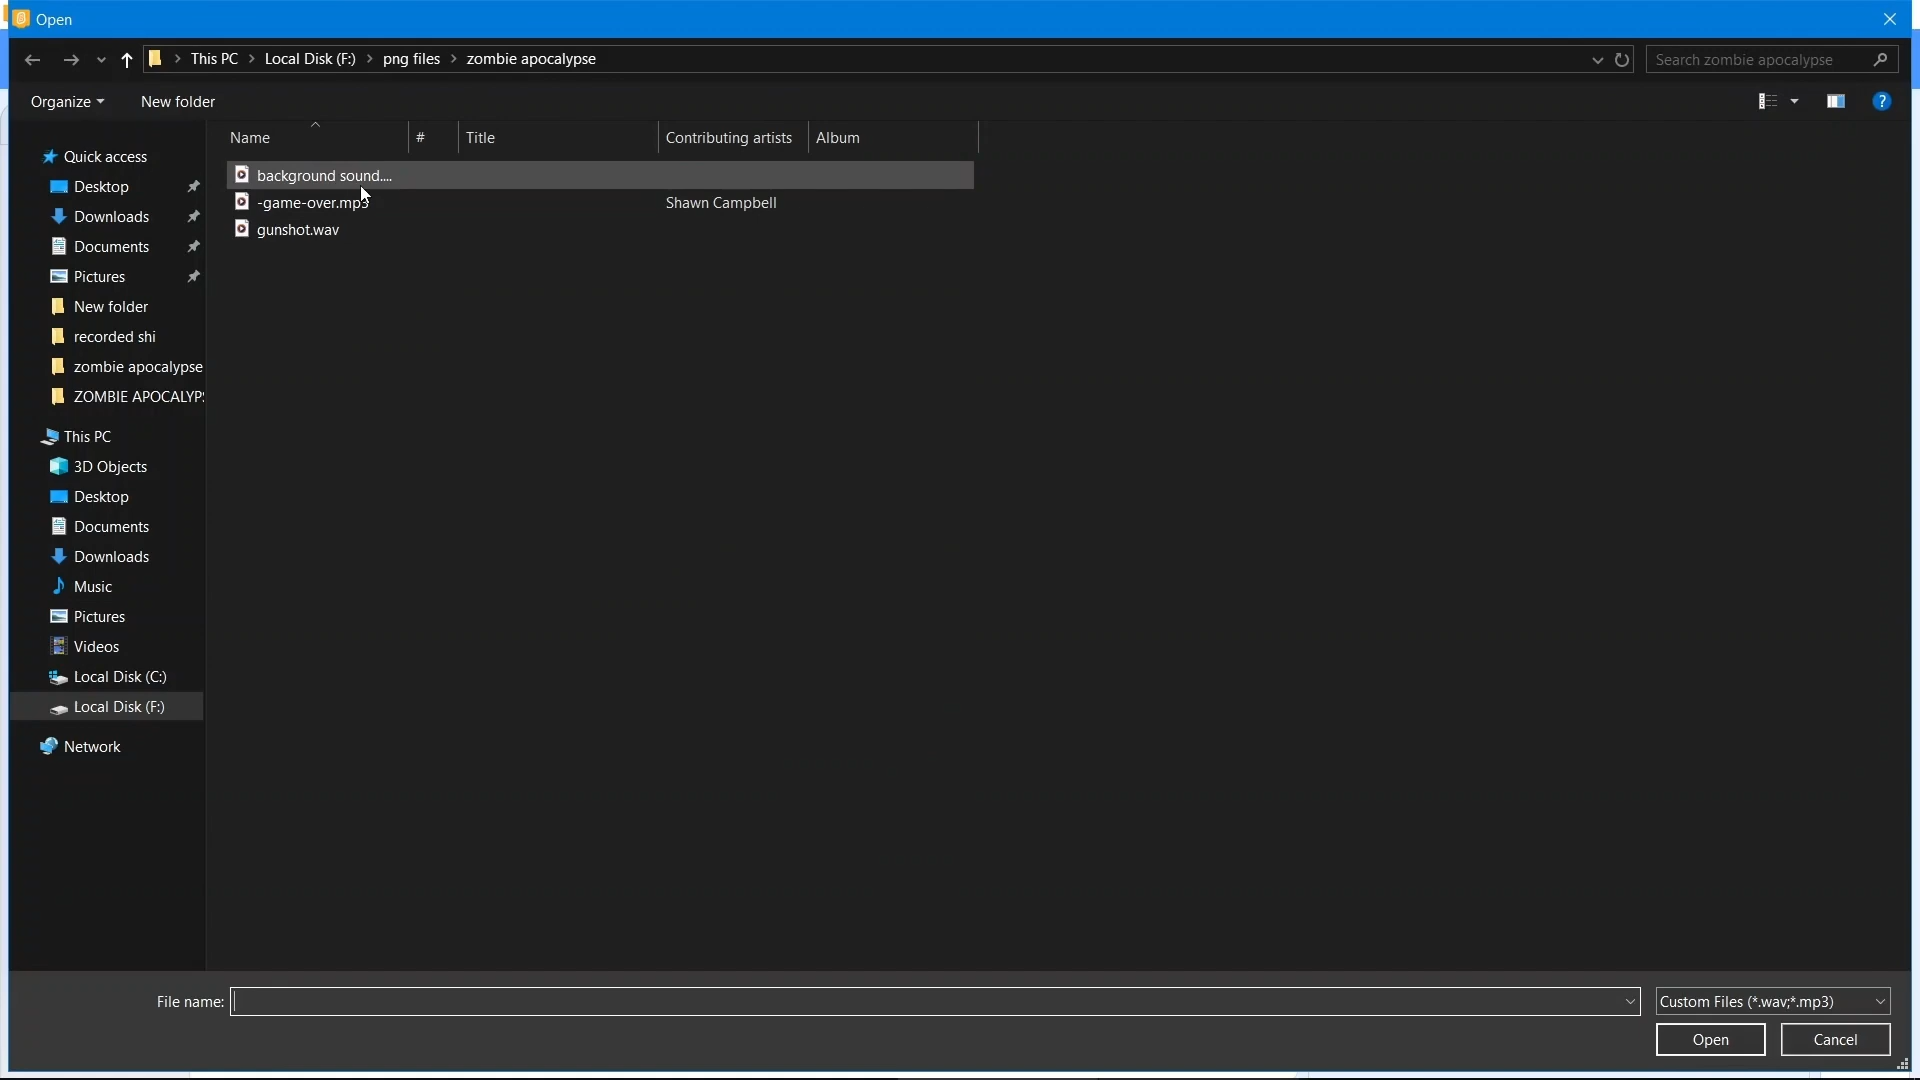 Open
This PC > Local Disk (F:) > png files > zombie apocalypse
Search zombie apocalypse
Organize
New folder
?
Name
#
Title
Contributing artists
Album
Quick access
Desktop
Downloads
Documents
Pictures
New folder
recorded shi
zombie apocalypse
ZOMBIE APOCALYP
This PC
3D Objects
Desktop
Documents
Downloads
Music
Pictures
Videos
Local Disk (C:)
Local Disk (F:)
Network
background sound....
-game-over.mp3 Shawn Campbell
gunshot.wav
File name:
Custom Files (*.wav;*.mp3)
Open
Cancel